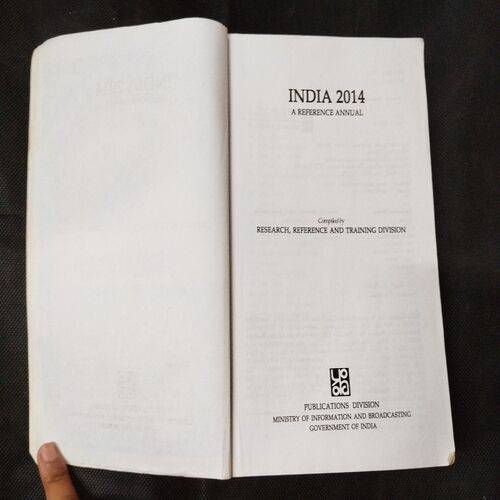 INDIA 2014
A REFERENCE ANNUAL
Compiled by
RESEARCH, REFERENCE AND TRAINING DIVISION
PUBLICATIONS DIVISION
MINISTRY OF INFORMATION AND BROADCASTING
GOVERNMENT OF INDIA